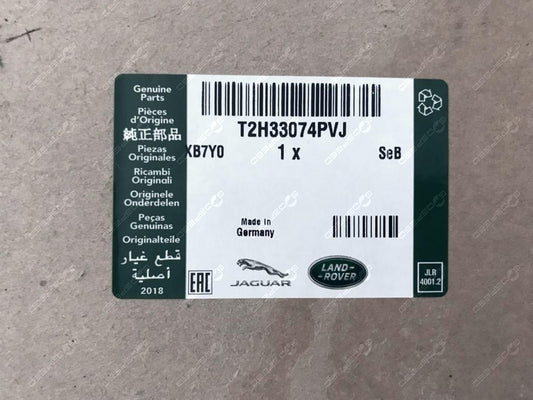 Genuine
Parts
Pièces
d'Origine
純正部品
Piezas
Originales
Ricambi
Originali
Originele
Onderdelen
Peças
Genuinas
Originalteile
قطع غيار
أصلية
2018
T2H33074PVJ
XB7Y0 1 x SeB
Made in
Germany
EAC
JAGUAR
LAND-
ROVER
JLR
4001.2